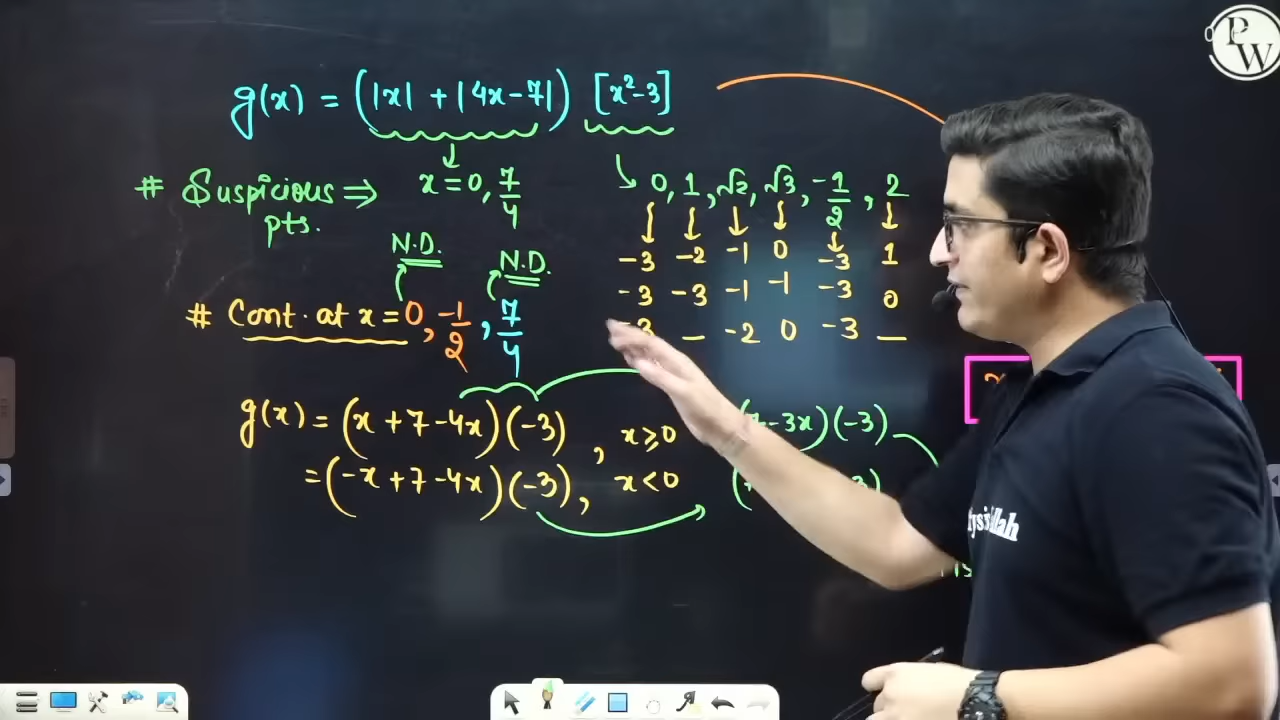 PW
g(x) = (|x| + |4x-7|) [x²-3]
# Suspicious ⇒ x = 0, 7/4
pts.
0, 1, √2, √3, -1/2, 2
-3 -2 -1 0 -3 1
-3 -3 -1 -1 -3 0
-3 _ -2 0 -3 _
N.D. N.D.
# Cont. at x = 0, -1/2, 7/4
g(x) = (x + 7 - 4x)(-3), x ≥ 0
= (-x + 7 - 4x)(-3), x < 0
- 3x)(-3)